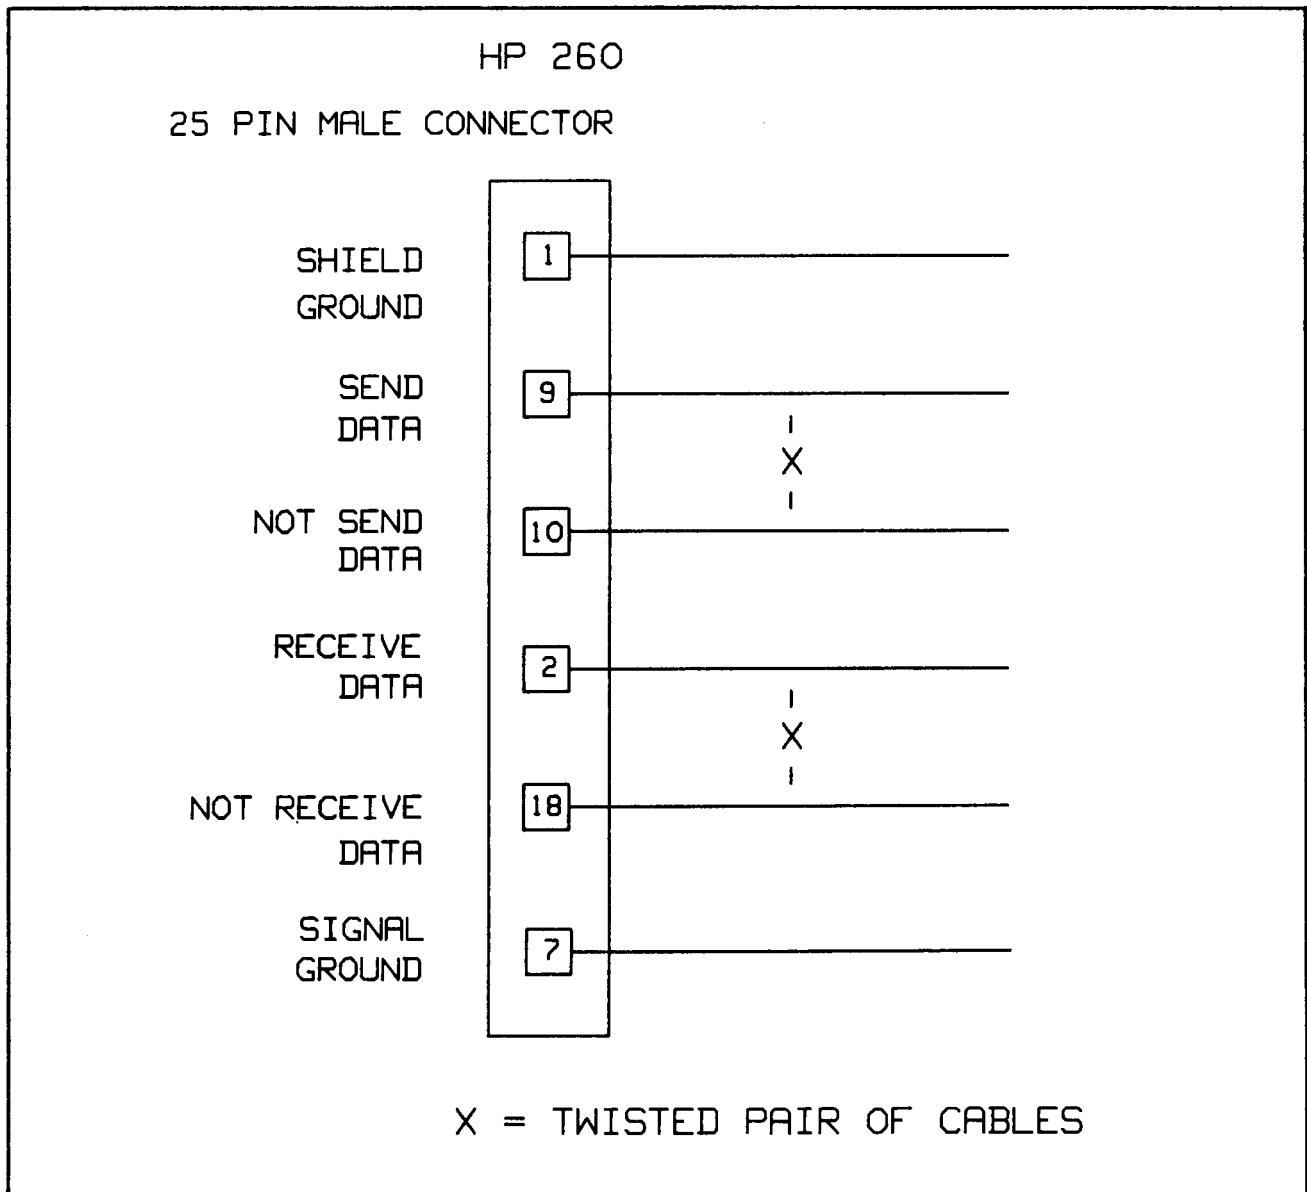 HP 260
25 PIN MALE CONNECTOR
SHIELD
GROUND
1
SEND
DATA
9
X
NOT SEND
DATA
10
RECEIVE
DATA
2
X
NOT RECEIVE
DATA
18
SIGNAL
GROUND
7
X = TWISTED PAIR OF CABLES